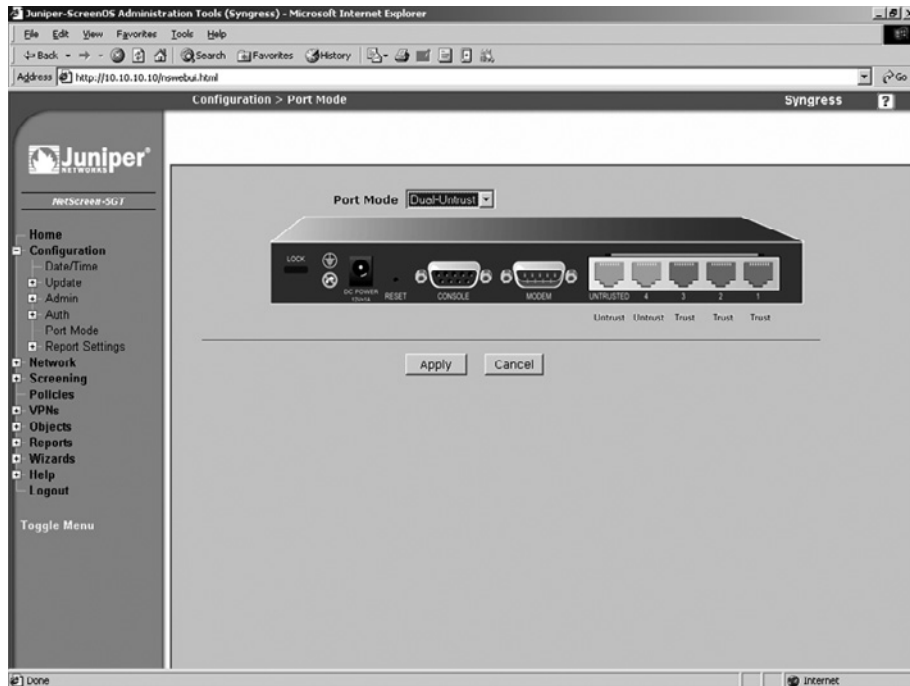 Juniper-ScreenOS Administration Tools (Syngress) - Microsoft Internet Explorer
File Edit View Favorites Tools Help
Back Search Favorites History
Address http://10.10.10.10/nswebui.html Go
Configuration > Port Mode Syngress ?
Juniper®
NETWORKS
NetScreen-5GT
Home
Configuration
Date/Time
Update
Admin
Auth
Port Mode
Report Settings
Network
Screening
Policies
VPNs
Objects
Reports
Wizards
Help
Logout
Toggle Menu
Port Mode Dual-Untrust
LOCK
DC POWER
RESET CONSOLE MODEM UNTRUSTED 4 3 2 1
Untrust Untrust Trust Trust Trust
Apply Cancel
Done Internet